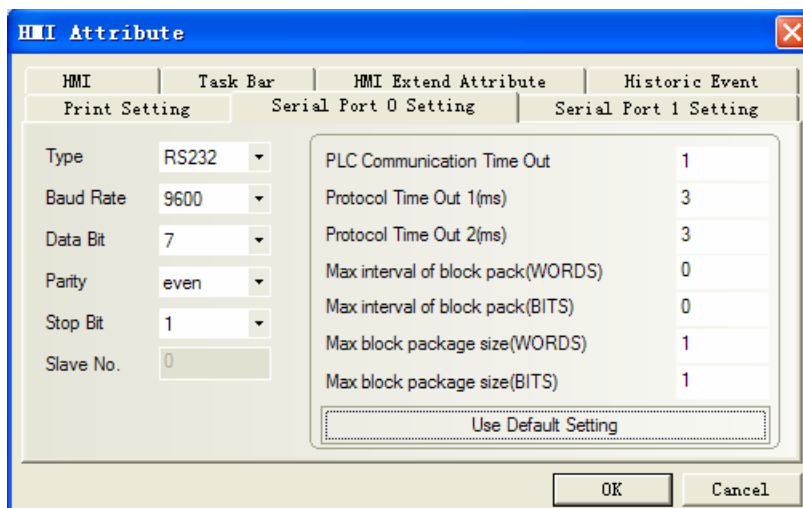 HMI Attribute
HMI Task Bar HMI Extend Attribute Historic Event
Print Setting Serial Port 0 Setting Serial Port 1 Setting
Type RS232
Baud Rate 9600
Data Bit 7
Parity even
Stop Bit 1
Slave No. 0
PLC Communication Time Out 1
Protocol Time Out 1(ms) 3
Protocol Time Out 2(ms) 3
Max interval of block pack(WORDS) 0
Max interval of block pack(BITS) 0
Max block package size(WORDS) 1
Max block package size(BITS) 1
Use Default Setting
OK Cancel